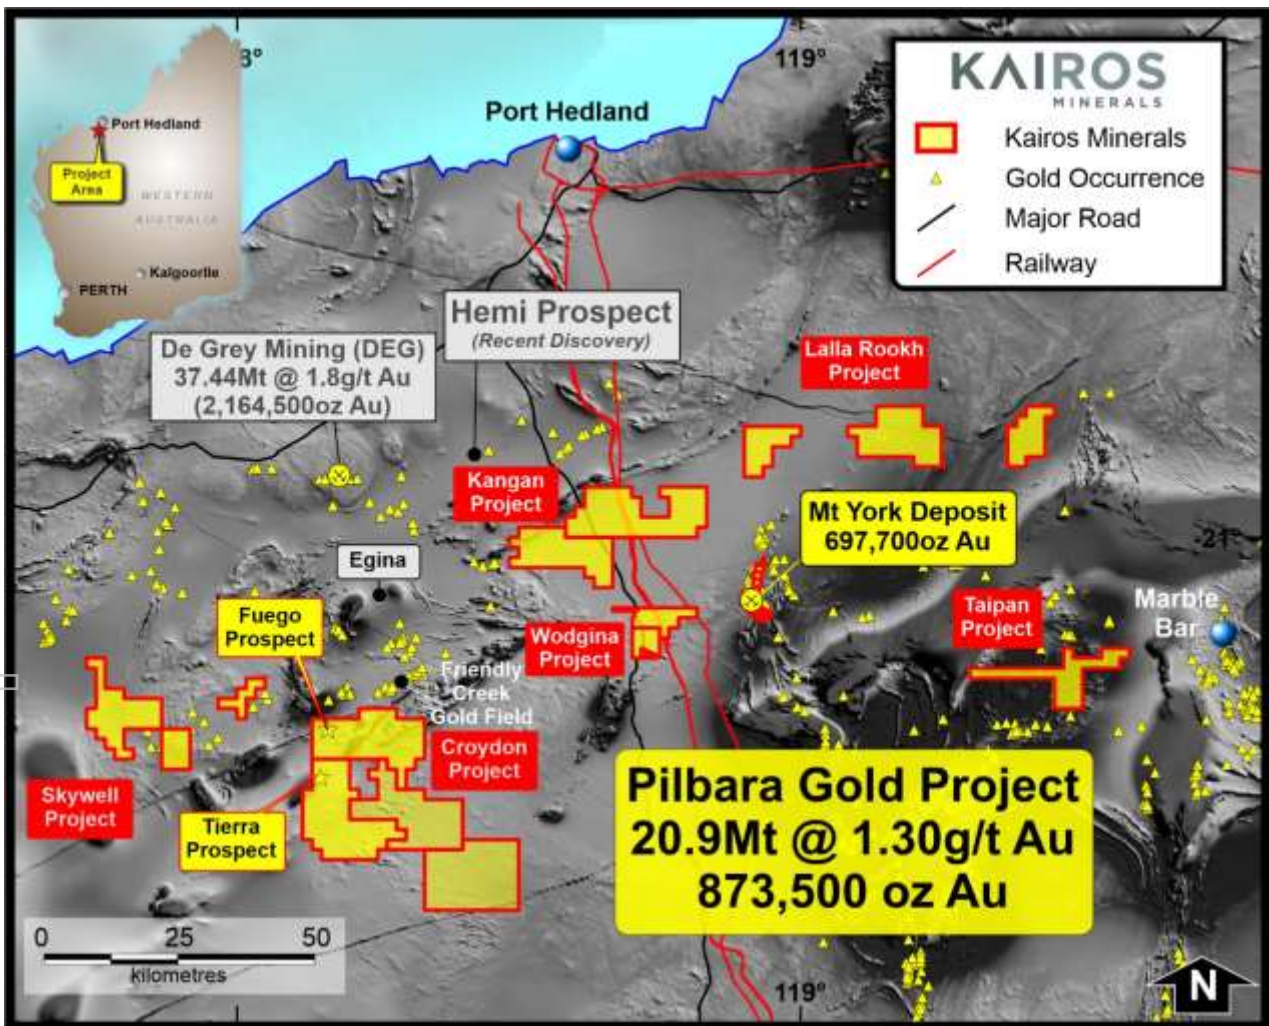 8°
119°
KAIROS
MINERALS
Kairos Minerals
Gold Occurrence
Major Road
Railway
Port Hedland
Project
Area
WESTERN
AUSTRALIA
Kalgoorlie
PERTH
Port Hedland
Hemi Prospect
(Recent Discovery)
De Grey Mining (DEG)
37.44Mt @ 1.8g/t Au
(2,164,500oz Au)
Lalla Rookh
Project
Kangan
Project
Mt York Deposit
697,700oz Au
-21°
Egina
Fuego
Prospect
Wodgina
Project
Taipan
Project
Marble
Bar
Friendly
Creek
Gold Field
Croydon
Project
Skywell
Project
Tierra
Prospect
Pilbara Gold Project
20.9Mt @ 1.30g/t Au
873,500 oz Au
0 25 50
kilometres
119°
N